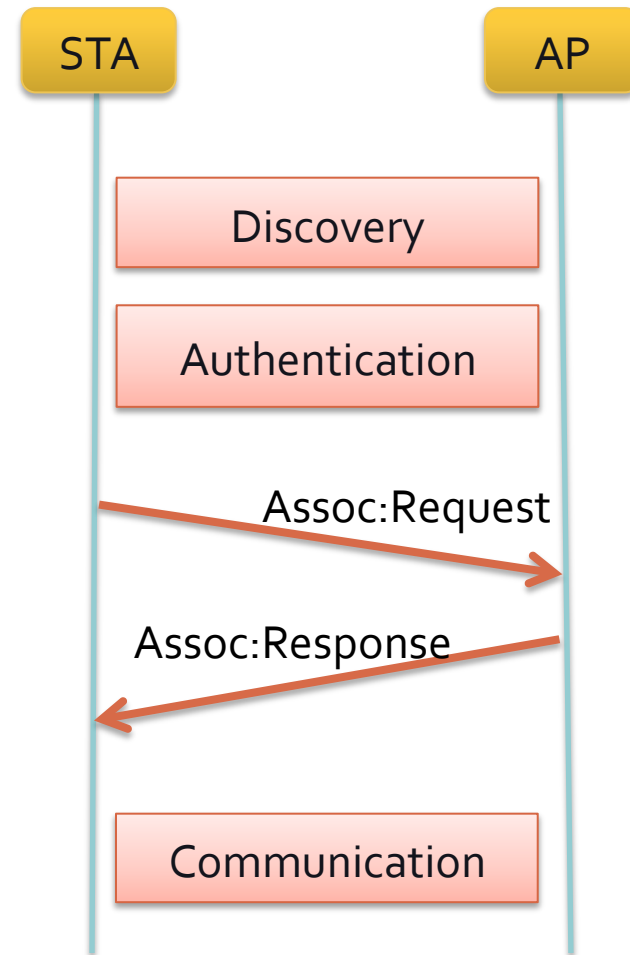 STA
AP
Discovery
Authentication
Assoc:Request
Assoc:Response
Communication